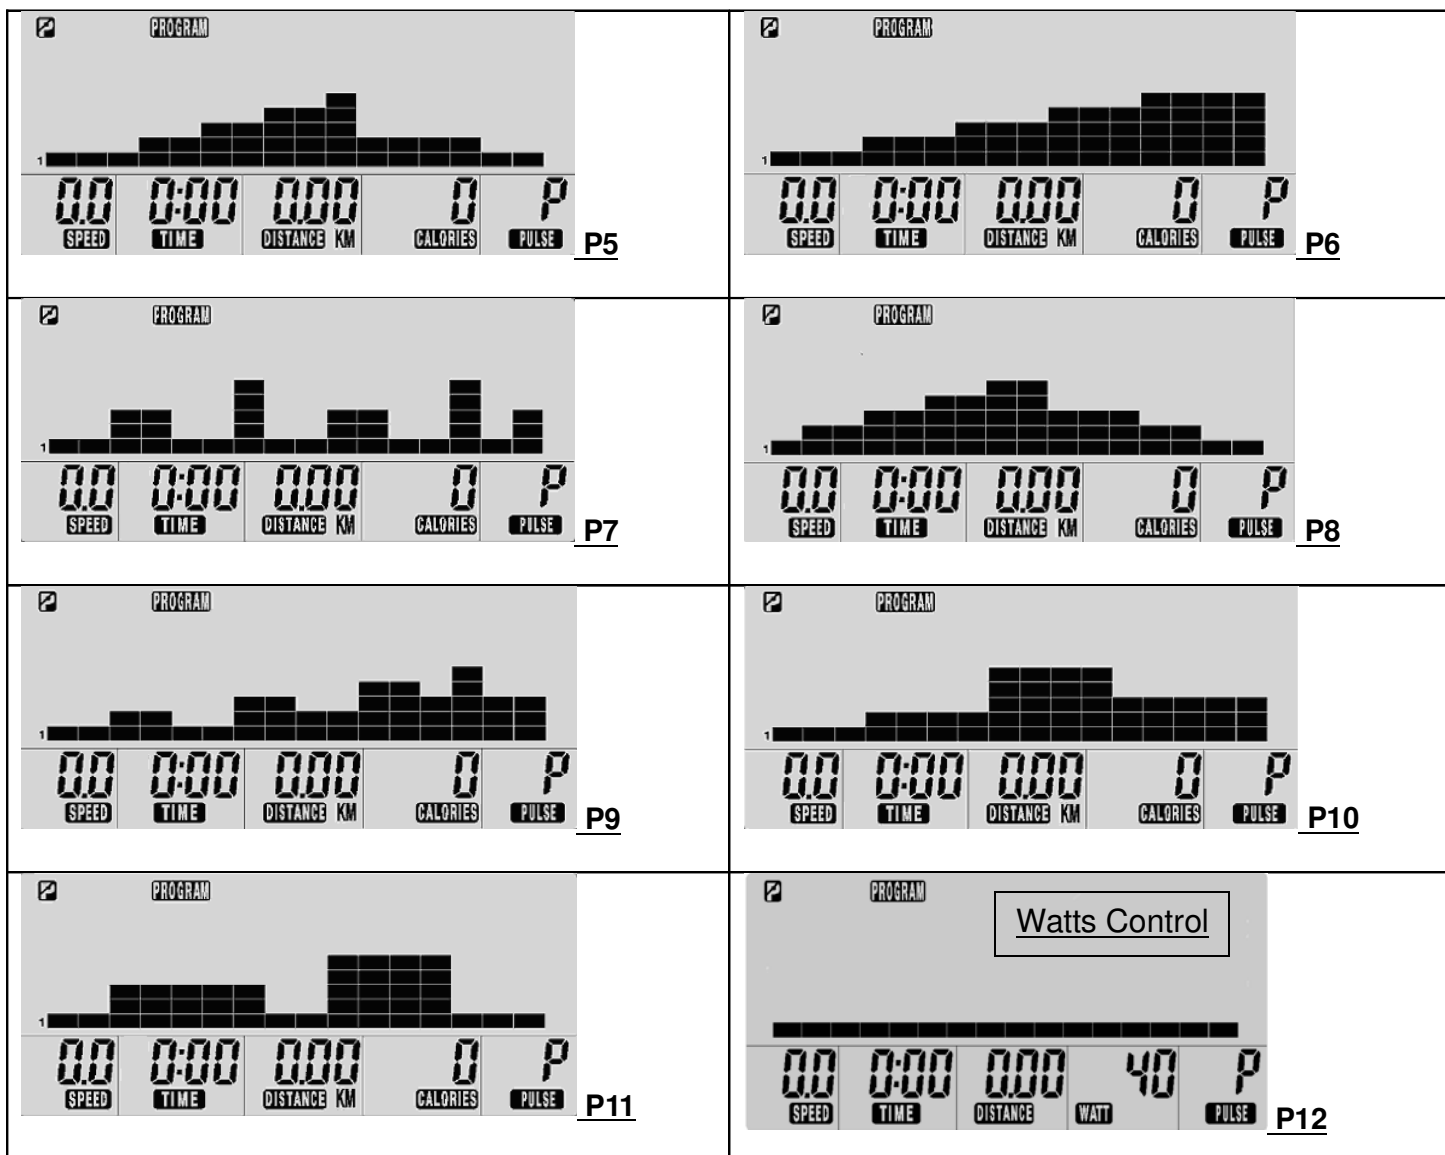 PROGRAM
1
0.0 0:00 0.00 0 P
SPEED TIME DISTANCE KM CALORIES PULSE
P5
PROGRAM
1
0.0 0:00 0.00 0 P
SPEED TIME DISTANCE KM CALORIES PULSE
P6
PROGRAM
1
0.0 0:00 0.00 0 P
SPEED TIME DISTANCE KM CALORIES PULSE
P7
PROGRAM
1
0.0 0:00 0.00 0 P
SPEED TIME DISTANCE KM CALORIES PULSE
P8
PROGRAM
1
0.0 0:00 0.00 0 P
SPEED TIME DISTANCE KM CALORIES PULSE
P9
PROGRAM
1
0.0 0:00 0.00 0 P
SPEED TIME DISTANCE KM CALORIES PULSE
P10
PROGRAM
1
0.0 0:00 0.00 0 P
SPEED TIME DISTANCE KM CALORIES PULSE
P11
PROGRAM
Watts Control
0.0 0:00 0.00 40 P
SPEED TIME DISTANCE WATT PULSE
P12